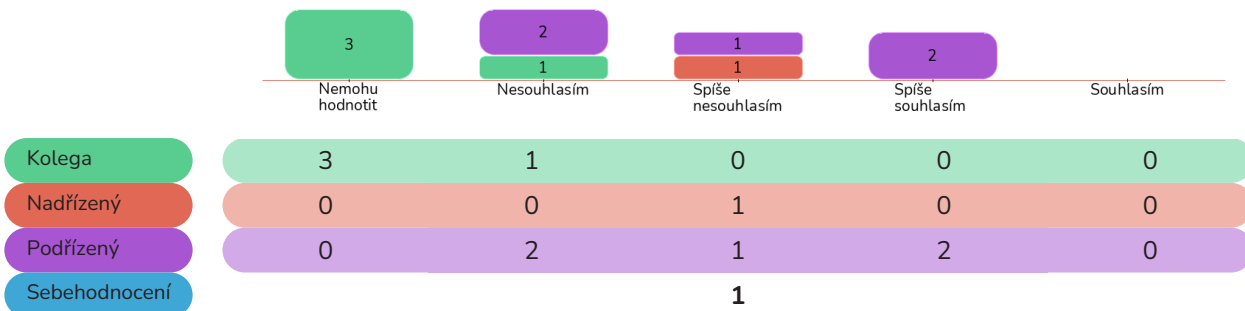 3
2
1
1
1
2
Nemohu
hodnotit
Nesouhlasím
Spíše
nesouhlasím
Spíše
souhlasím
Souhlasím
Kolega 3 1 0 0 0
Nadřízený 0 0 1 0 0
Podřízený 0 2 1 2 0
Sebehodnocení 1